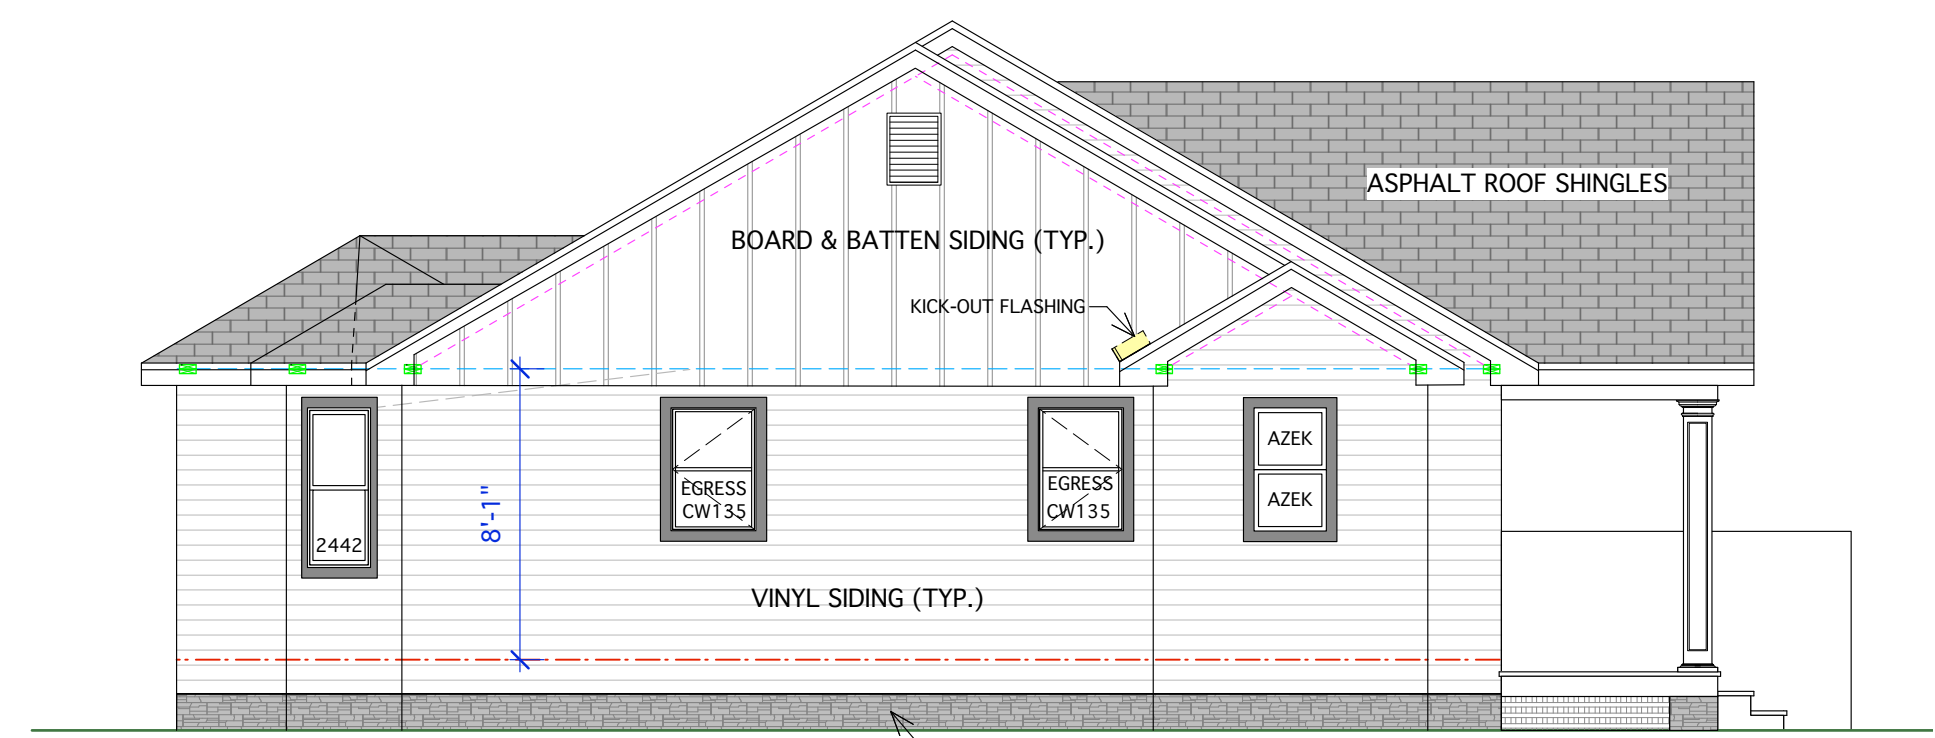 ASPHALT ROOF SHINGLES
BOARD & BATTEN SIDING (TYP.)
KICK-OUT FLASHING
AZEK
EGRESS
CW135
EGRESS
CW135
AZEK
8'-1"
2442
VINYL SIDING (TYP.)